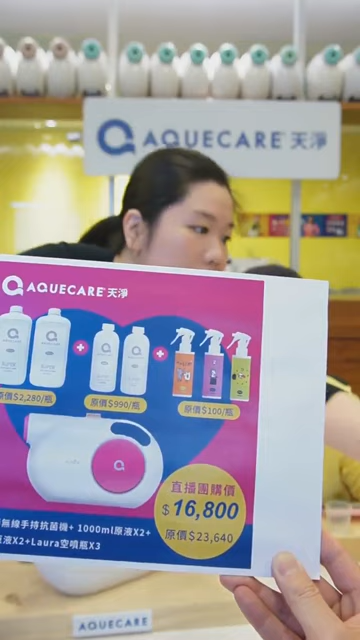 AQUECARE 天淨
AQUECARE 天淨
原價$2,280/瓶
原價$990/瓶
原價$100/瓶
直播團購價
$16,800
原價$23,640
無線手持抗菌機+ 1000ml原液X2+
液X2+Laura空噴瓶X3
AQUECARE